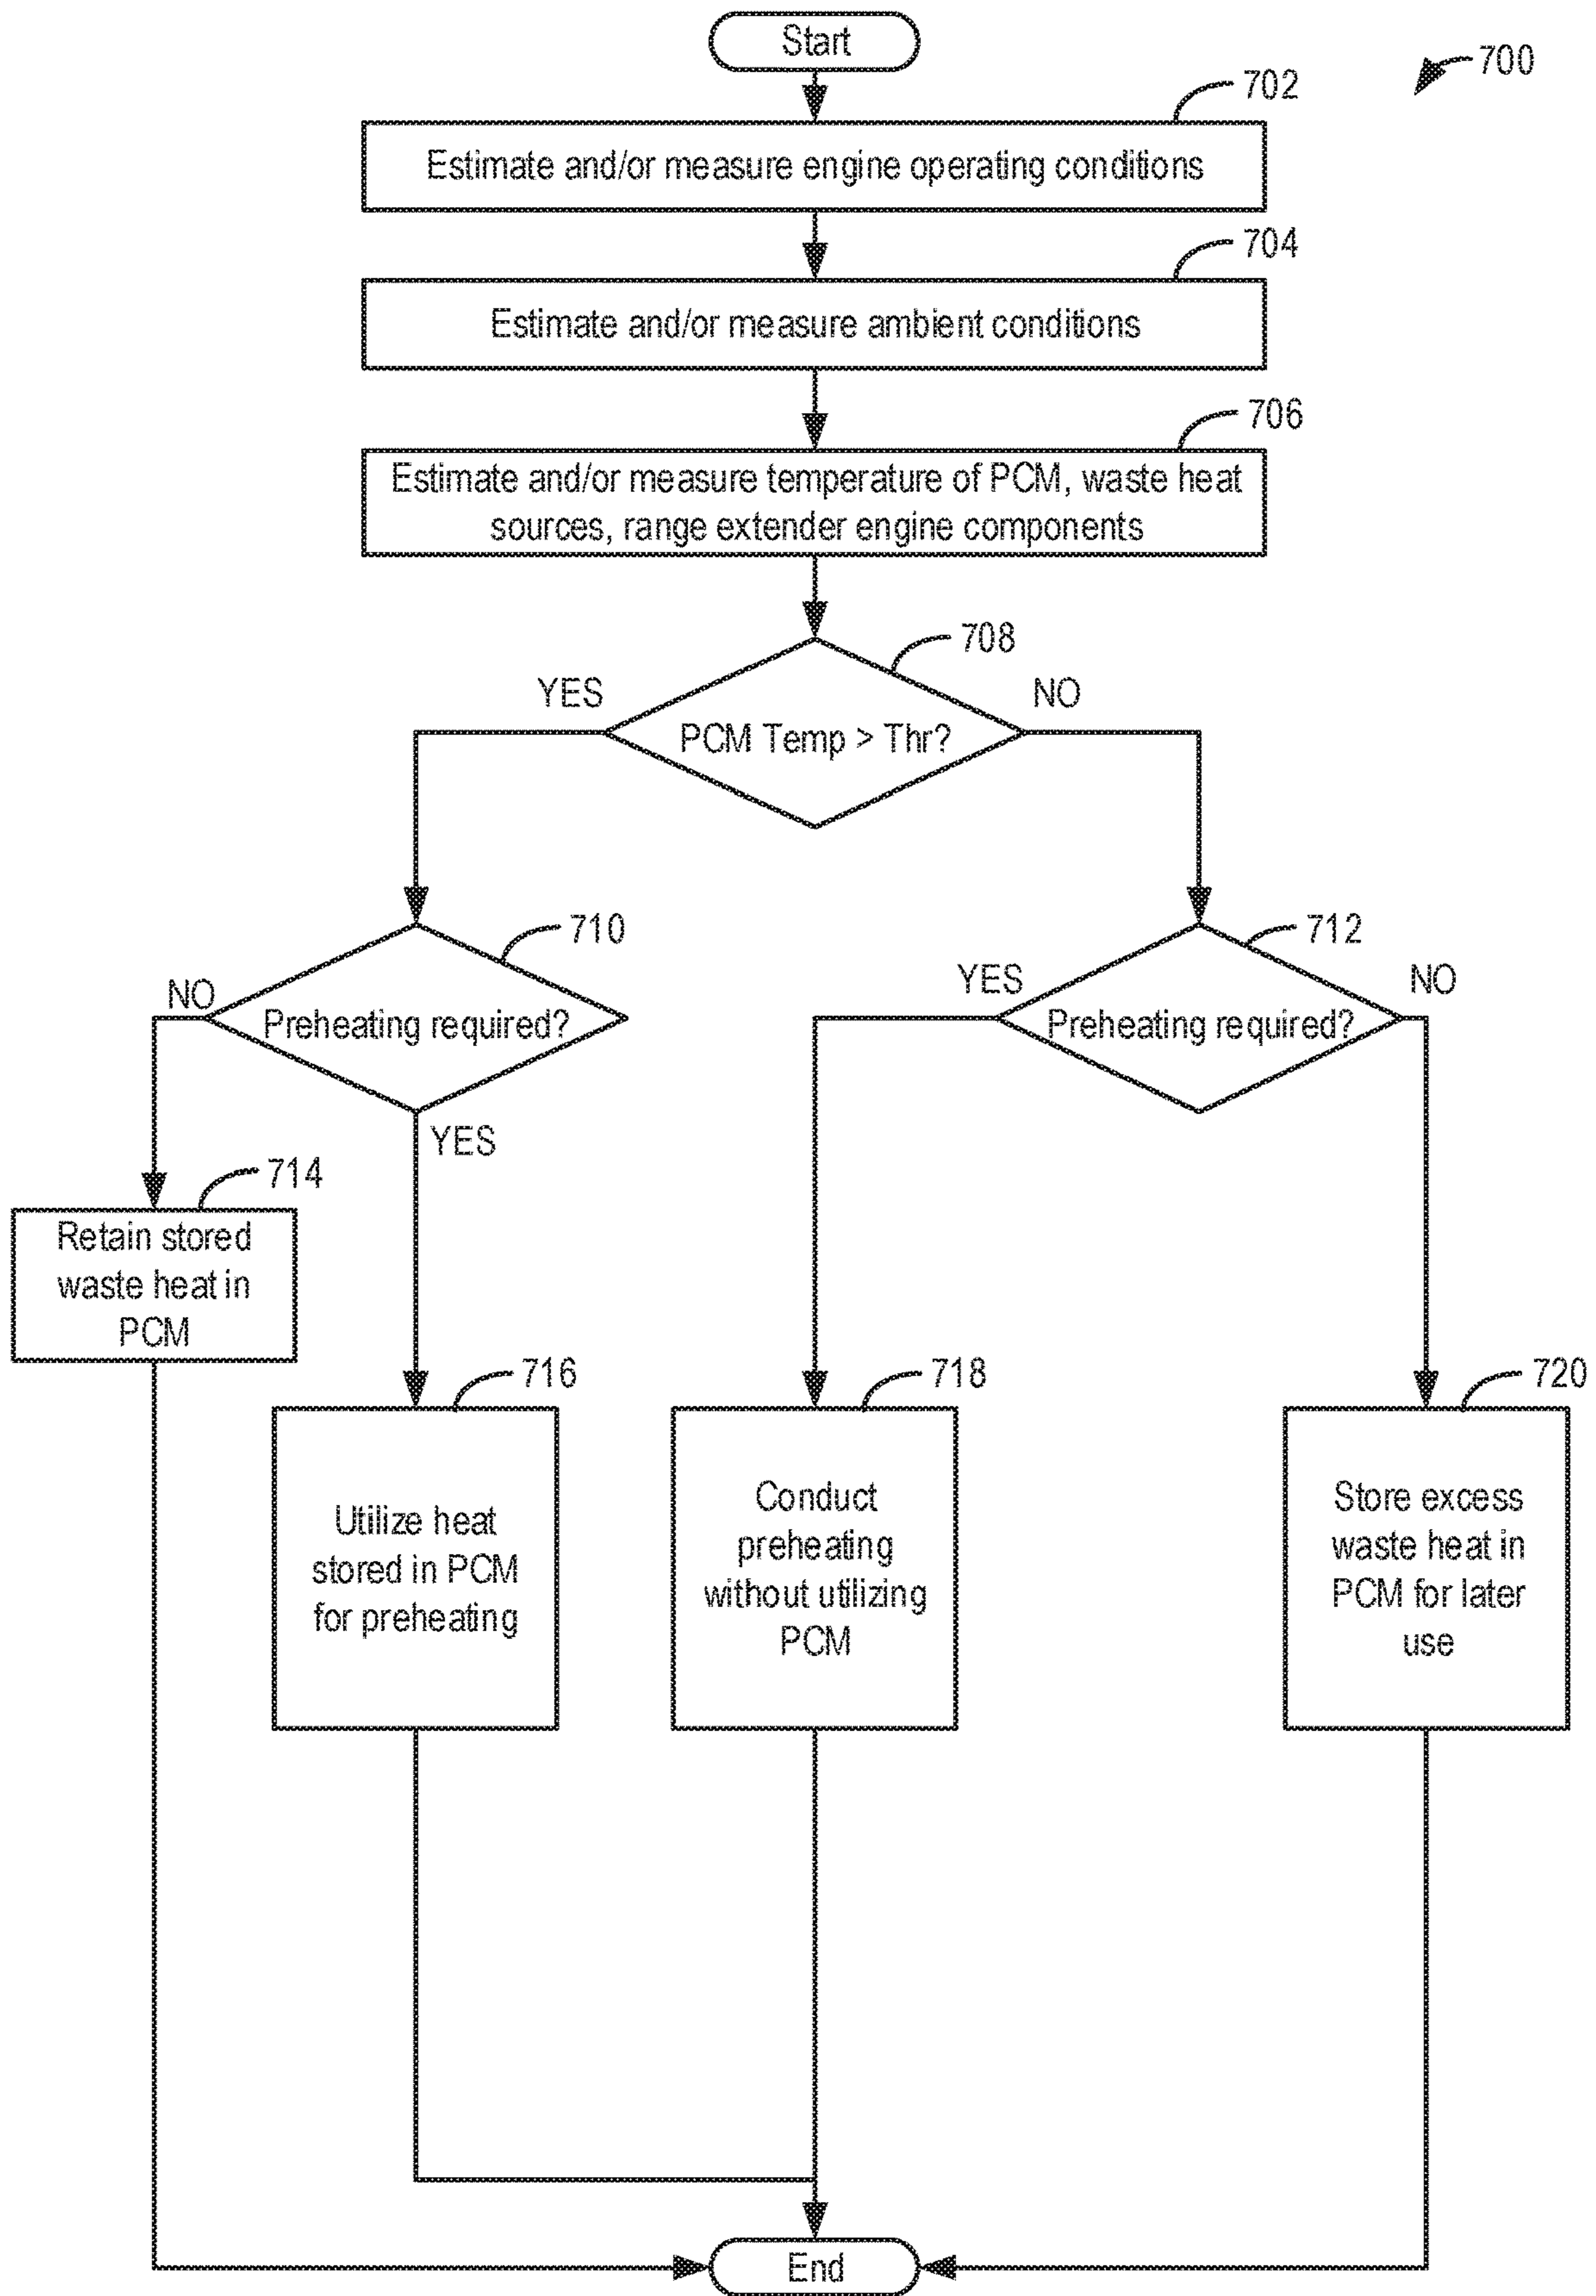 Start
700
702
Estimate and/or measure engine operating conditions
704
Estimate and/or measure ambient conditions
706
Estimate and/or measure temperature of PCM, waste heat
sources, range extender engine components
708
YES
NO
PCM Temp > Thr?
710
712
NO
YES
NO
Preheating required?
Preheating required?
YES
714
Retain stored
waste heat in
PCM
716
718
720
Utilize heat
stored in PCM
for preheating
Conduct
preheating
without utilizing
PCM
Store excess
waste heat in
PCM for later
use
End